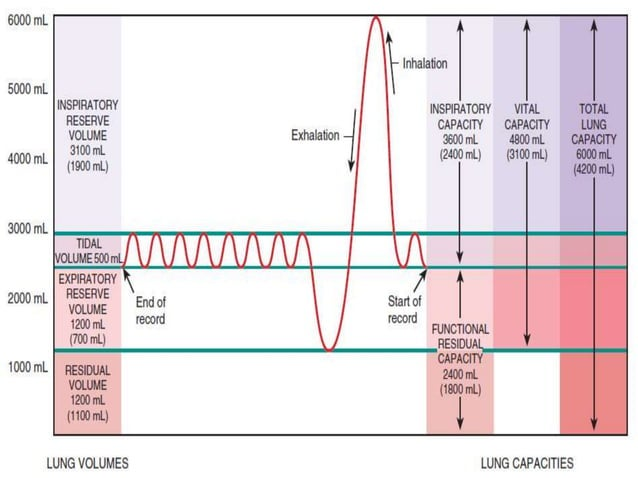 6000 mL
5000 mL
4000 mL
3000 mL
2000 mL
1000 mL
INSPIRATORY
RESERVE
VOLUME
3100 mL
(1900 mL)
TIDAL
VOLUME 500 mL
EXPIRATORY
RESERVE
VOLUME
1200 mL
(700 mL)
RESIDUAL
VOLUME
1200 mL
(1100 mL)
End of
record
Exhalation
Inhalation
Start of
record
INSPIRATORY
CAPACITY
3600 mL
(2400 mL)
FUNCTIONAL
RESIDUAL
CAPACITY
2400 mL
(1800 mL)
VITAL
CAPACITY
4800 mL
(3100 mL)
TOTAL
LUNG
CAPACITY
6000 mL
(4200 mL)
LUNG VOLUMES
LUNG CAPACITIES